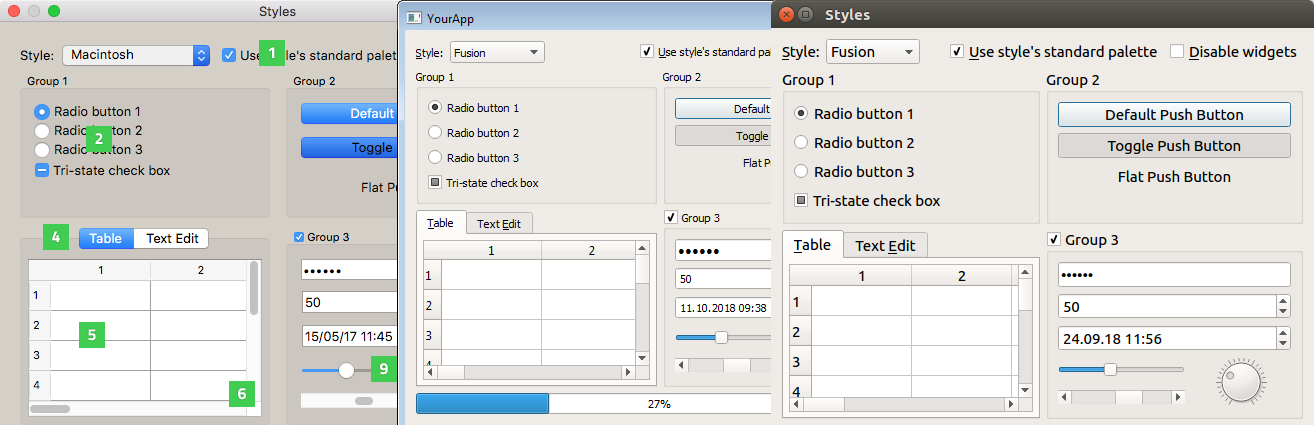 Styles
Style: Macintosh
1
Use style's standard palett
Group 1
Group 2
Radio button 1
Radio button 2
Radio button 3
2
Tri-state check box
Default
Toggle
Flat Pu
4
Table Text Edit
Group 3
1 2
1
2
3
4
5
6
••••••
50
15/05/17 11:45
9
YourApp
Style: Fusion
Use style's standard pal
Group 1
Group 2
Radio button 1
Radio button 2
Radio button 3
Tri-state check box
Default
Toggle
Flat Pus
Table Text Edit
Group 3
1 2
1
2
3
4
••••••
50
11.10.2018 09:38
27%
Styles
Style: Fusion
Use style's standard palette
Disable widgets
Group 1
Group 2
Radio button 1
Radio button 2
Radio button 3
Tri-state check box
Default Push Button
Toggle Push Button
Flat Push Button
Table Text Edit
Group 3
1 2
1
2
3
4
••••••
50
24.09.18 11:56